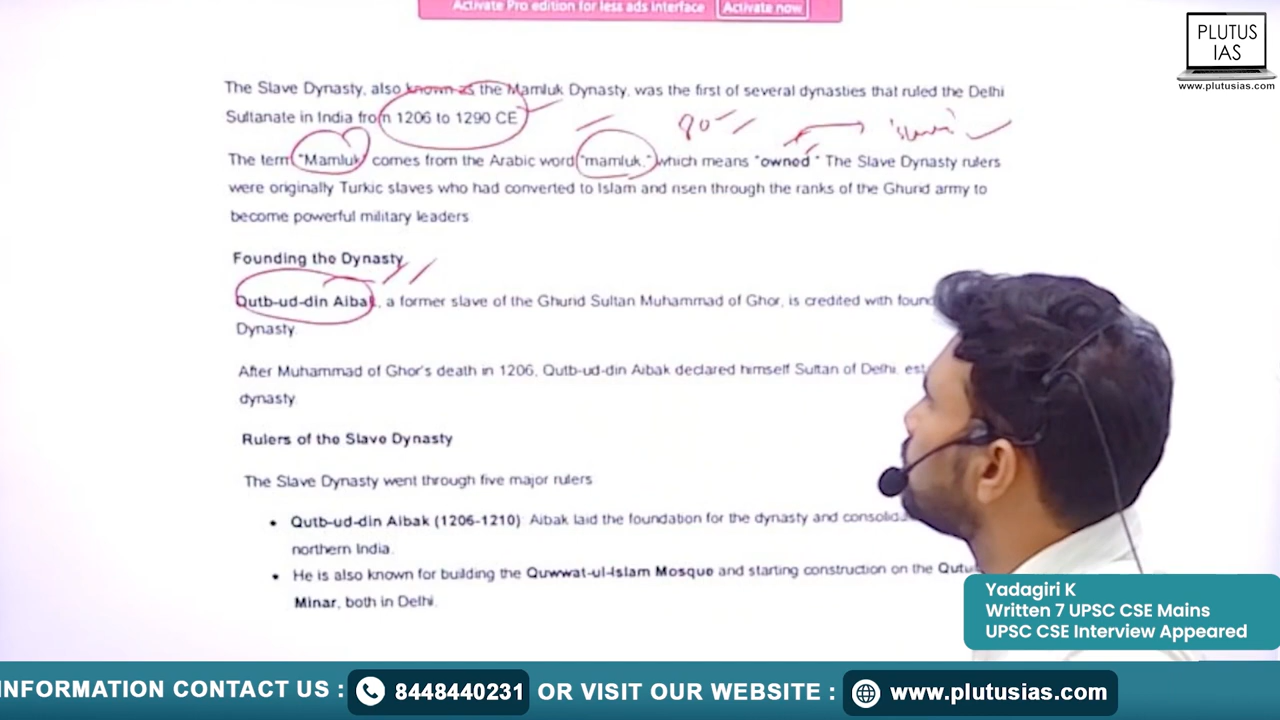 Activate Pro edition for less ads interface Activate now
PLUTUS
IAS
www.plutusias.com
The Slave Dynasty, also known as the Mamluk Dynasty, was the first of several dynasties that ruled the Delhi
Sultanate in India from 1206 to 1290 CE
90
The term "Mamluk" comes from the Arabic word "mamluk," which means "owned " The Slave Dynasty rulers
were originally Turkic slaves who had converted to Islam and risen through the ranks of the Ghurid army to
become powerful military leaders
Founding the Dynasty
Qutb-ud-din Aibak, a former slave of the Ghurid Sultan Muhammad of Ghor, is credited with
Dynasty
After Muhammad of Ghor's death in 1206, Qutb-ud-din Aibak declared himself Sultan of Delhi,
dynasty
Rulers of the Slave Dynasty
The Slave Dynasty went through five major rulers
• Qutb-ud-din Aibak (1206-1210) Aibak laid the foundation for the dynasty and
northern India.
• He is also known for building the Quwwat-ul-Islam Mosque and starting construction on the
Minar, both in Delhi.
Yadagiri K
Written 7 UPSC CSE Mains
UPSC CSE Interview Appeared
INFORMATION CONTACT US : 8448440231 OR VISIT OUR WEBSITE : www.plutusias.com